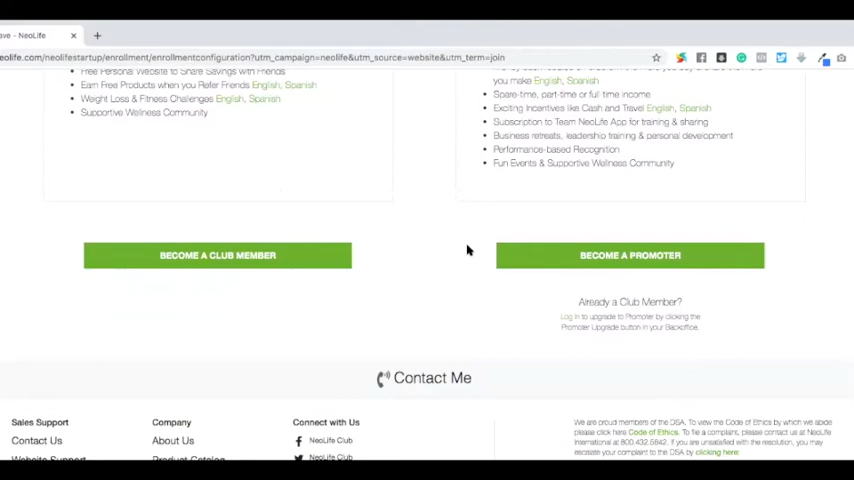 ave - NeoLife
eolife.com/neolifestartup/enrollment/enrollmentconfiguration?utm_campaign=neolife&utm_source=website&utm_term=join
Free Personal Website to Share Savings with Friends
Earn Free Products when you Refer Friends English, Spanish
Weight Loss & Fitness Challenges English, Spanish
Supportive Wellness Community
you make English, Spanish
Spare-time, part-time or full time income
Exciting Incentives like Cash and Travel English, Spanish
Subscription to Team NeoLife App for training & sharing
Business retreats, leadership training & personal development
Performance-based Recognition
Fun Events & Supportive Wellness Community
BECOME A CLUB MEMBER
BECOME A PROMOTER
Already a Club Member?
Log In to upgrade to Promoter by clicking the
Promoter Upgrade button in your Backoffice.
Contact Me
Sales Support
Contact Us
Website Support
Company
About Us
Product Catalog
Connect with Us
NeoLife Club
NeoLife Club
We are proud members of the DSA. To view the Code of Ethics by which we abide
please click here Code of Ethics. To file a complaint, please contact us at NeoLife
International at 800.432.5842. If you are unsatisfied with the resolution, you may
escalate your complaint to the DSA by clicking here